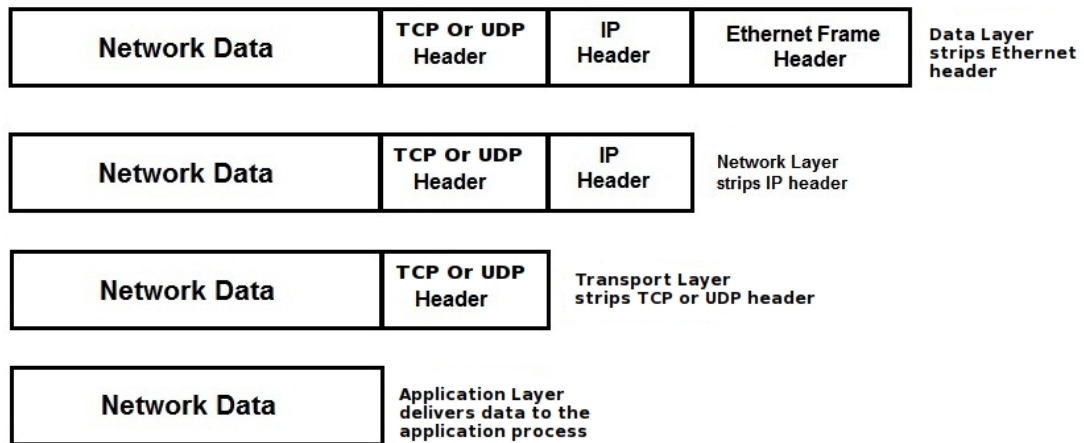 Network Data
TCP Or UDP
Header
IP
Header
Ethernet Frame
Header
Data Layer
strips Ethernet
header
Network Data
TCP Or UDP
Header
IP
Header
Network Layer
strips IP header
Network Data
TCP Or UDP
Header
Transport Layer
strips TCP or UDP header
Network Data
Application Layer
delivers data to the
application process